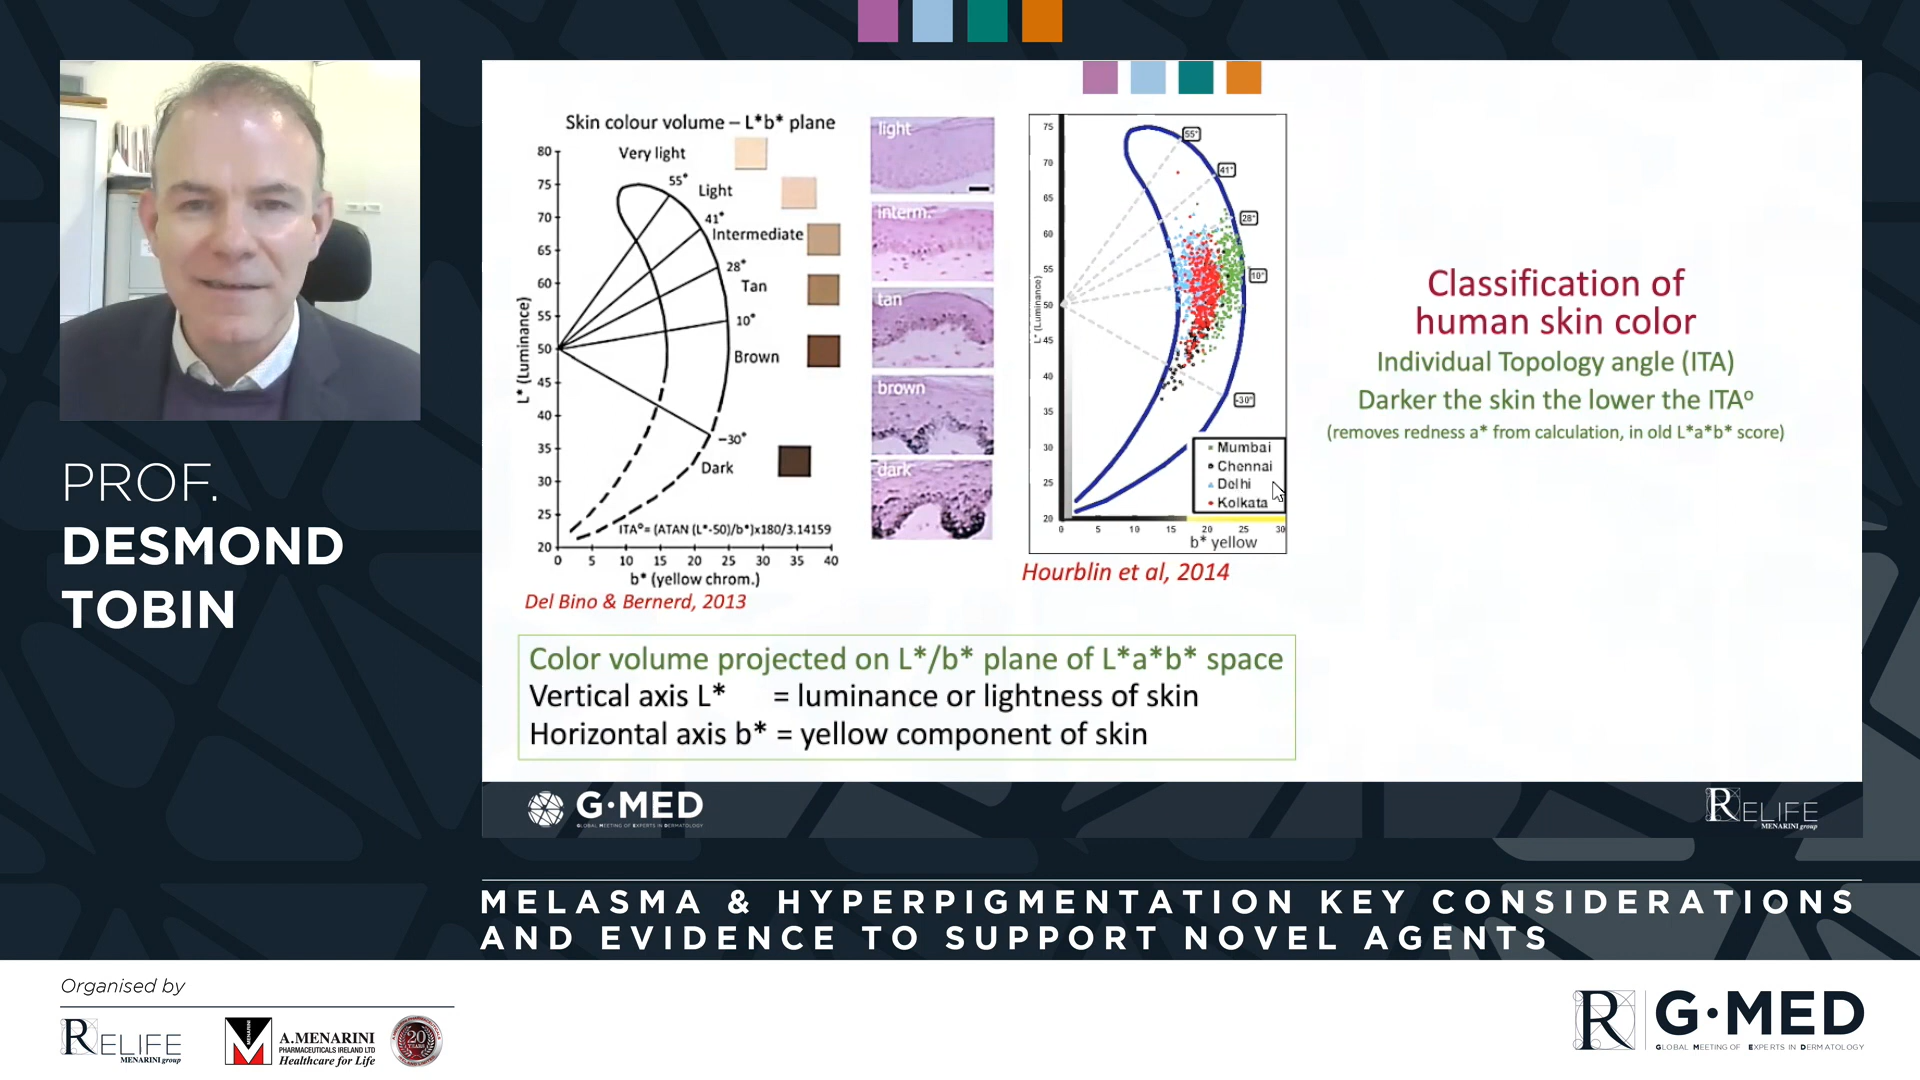 PROF.
DESMOND
TOBIN
Skin colour volume – L*b* plane
Very light
55°
Light
41°
Intermediate
28°
Tan
10°
Brown
−30°
Dark
80
75
70
65
60
55
50
45
40
35
30
25
20
L* (Luminance)
ITA°= (ATAN (L*-50)/b*)x180/3.14159
0 5 10 15 20 25 30 35 40
b* (yellow chrom.)
Del Bino & Bernerd, 2013
light
interm.
tan
brown
dark
75
70
65
60
55
50
45
40
35
30
25
20
L* (Luminance)
55°
41°
28°
10°
-30°
Mumbai
Chennai
Delhi
Kolkata
0 5 10 15 20 25 30
b* yellow
Hourblin et al, 2014
Classification of
human skin color
Individual Topology angle (ITA)
Darker the skin the lower the ITAº
(removes redness a* from calculation, in old L*a*b* score)
Color volume projected on L*/b* plane of L*a*b* space
Vertical axis L* = luminance or lightness of skin
Horizontal axis b* = yellow component of skin
G·MED
GLOBAL MEETING OF EXPERTS IN DERMATOLOGY
RELIFE
MENARINI group
MELASMA & HYPERPIGMENTATION KEY CONSIDERATIONS
AND EVIDENCE TO SUPPORT NOVEL AGENTS
Organised by
RELIFE
MENARINI group
MENARINI
A.MENARINI
PHARMACEUTICALS IRELAND LTD
Healthcare for Life
20
YEARS
R
G·MED
GLOBAL MEETING OF EXPERTS IN DERMATOLOGY